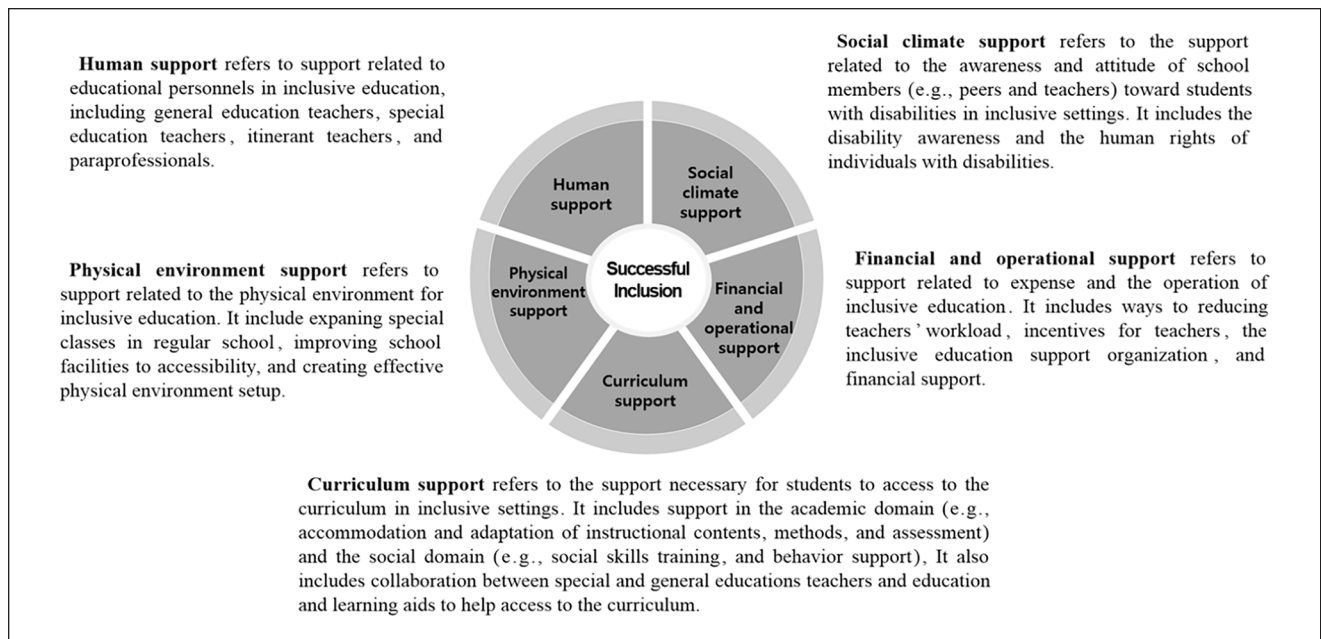 Human support refers to support related to
educational personnels in inclusive education,
including general education teachers, special
education teachers, itinerant teachers, and
paraprofessionals.
Social climate support refers to the support
related to the awareness and attitude of school
members (e.g., peers and teachers) toward students
with disabilities in inclusive settings. It includes the
disability awareness and the human rights of
individuals with disabilities.
Human
support
Social
climate
support
Physical
environment
support
Successful
Inclusion
Financial
and
operational
support
Curriculum
support
Physical environment support refers to
support related to the physical environment for
inclusive education. It include expaning special
classes in regular school, improving school
facilities to accessibility, and creating effective
physical environment setup.
Financial and operational support refers to
support related to expense and the operation of
inclusive education. It includes ways to reducing
teachers' workload, incentives for teachers, the
inclusive education support organization, and
financial support.
Curriculum support refers to the support necessary for students to access to the
curriculum in inclusive settings. It includes support in the academic domain (e.g.,
accommodation and adaptation of instructional contents, methods, and assessment)
and the social domain (e.g., social skills training, and behavior support), It also
includes collaboration between special and general educations teachers and education
and learning aids to help access to the curriculum.